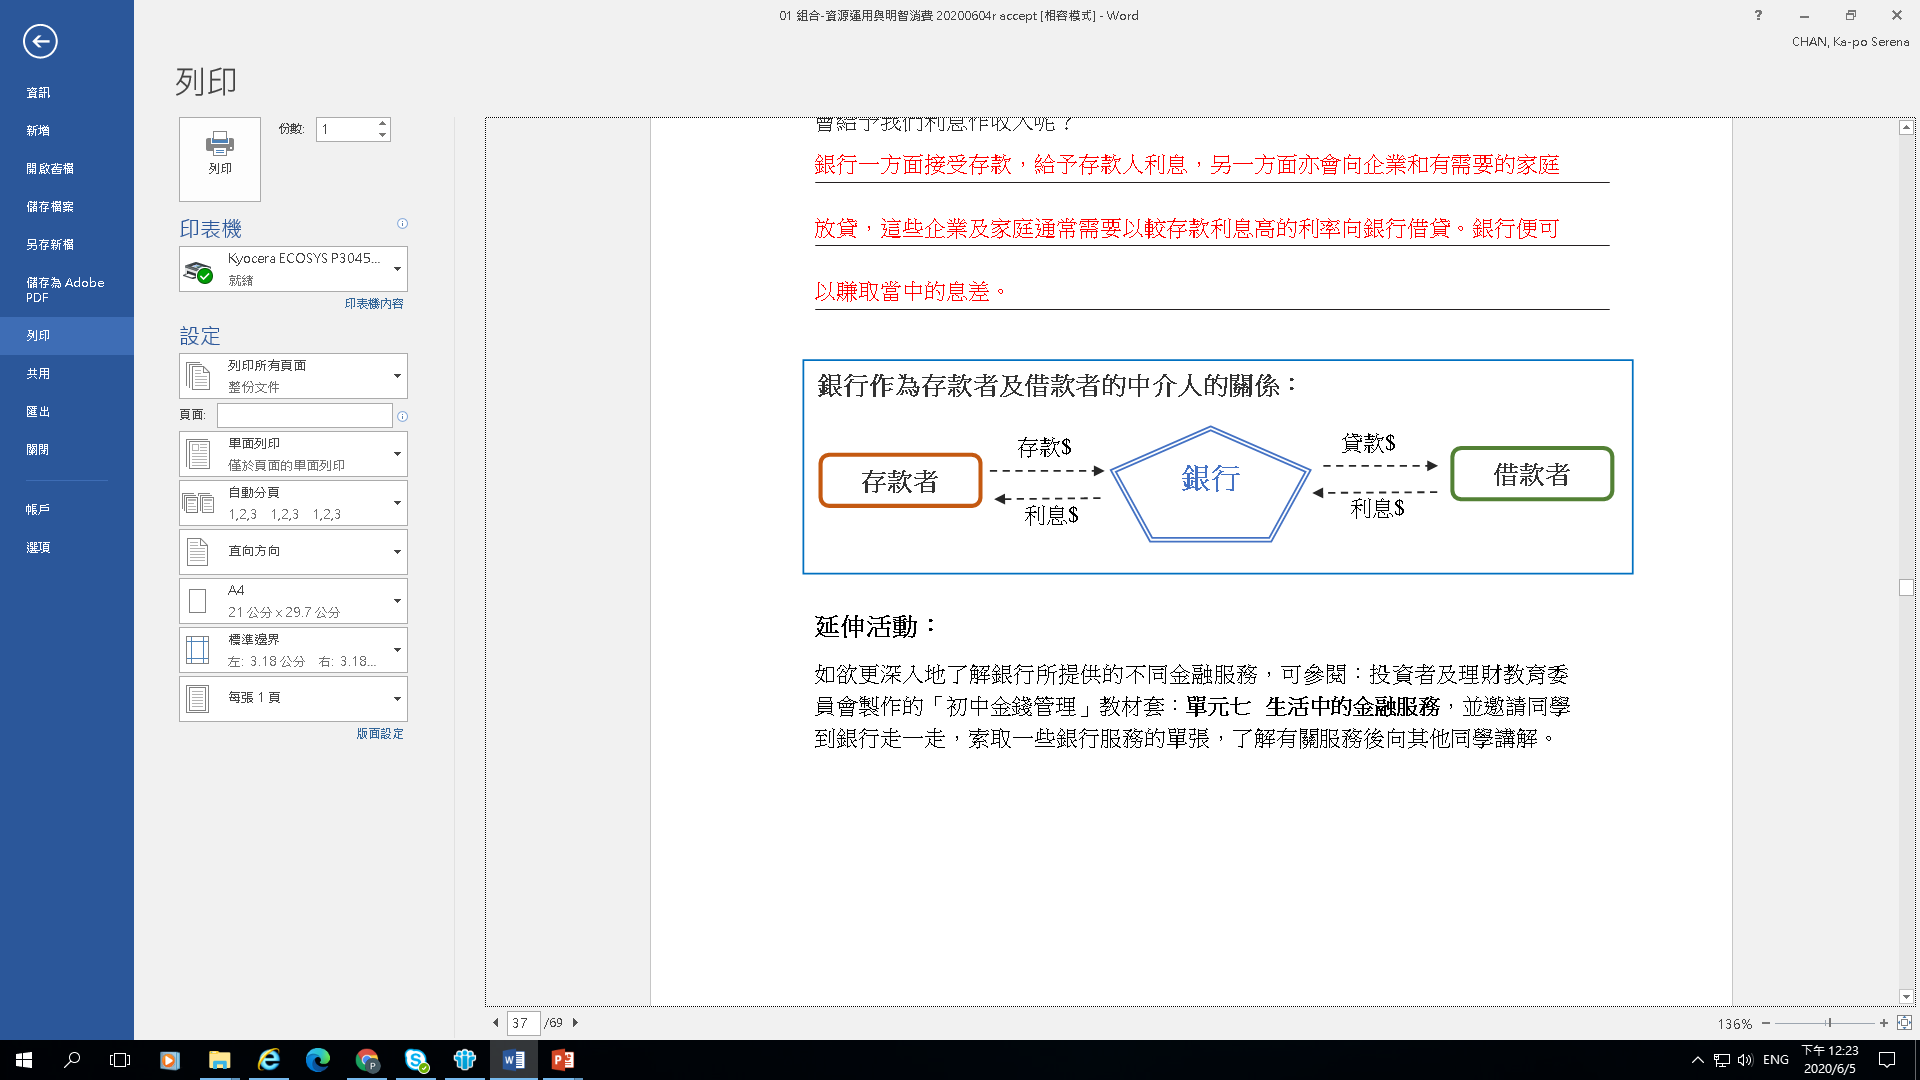 01 組合-資源運用與明智消費 20200604r accept [相容模式] - Word
?
CHAN, Ka-po Serena
資訊
新增
開啟舊檔
儲存檔案
另存新檔
儲存為 Adobe
PDF
列印
共用
匯出
關閉
帳戶
選項
列印
列印
份數: 1
印表機
Kyocera ECOSYS P3045...
就緒
印表機內容
設定
列印所有頁面
整份文件
頁面:
單面列印
僅於頁面的單面列印
自動分頁
1,2,3 1,2,3 1,2,3
直向方向
A4
21 公分 x 29.7 公分
標準邊界
左: 3.18 公分 右: 3.18...
每張 1 頁
版面設定
會給予我們利息作收入呢？
銀行一方面接受存款，給予存款人利息，另一方面亦會向企業和有需要的家庭
放貸，這些企業及家庭通常需要以較存款利息高的利率向銀行借貸。銀行便可
以賺取當中的息差。
銀行作為存款者及借款者的中介人的關係：
存款者
存款$
利息$
銀行
貸款$
利息$
借款者
延伸活動：
如欲更深入地了解銀行所提供的不同金融服務，可參閱：投資者及理財教育委
員會製作的「初中金錢管理」教材套：單元七 生活中的金融服務，並邀請同學
到銀行走一走，索取一些銀行服務的單張，了解有關服務後向其他同學講解。
37 /69
136%
ENG
下午 12:23
2020/6/5